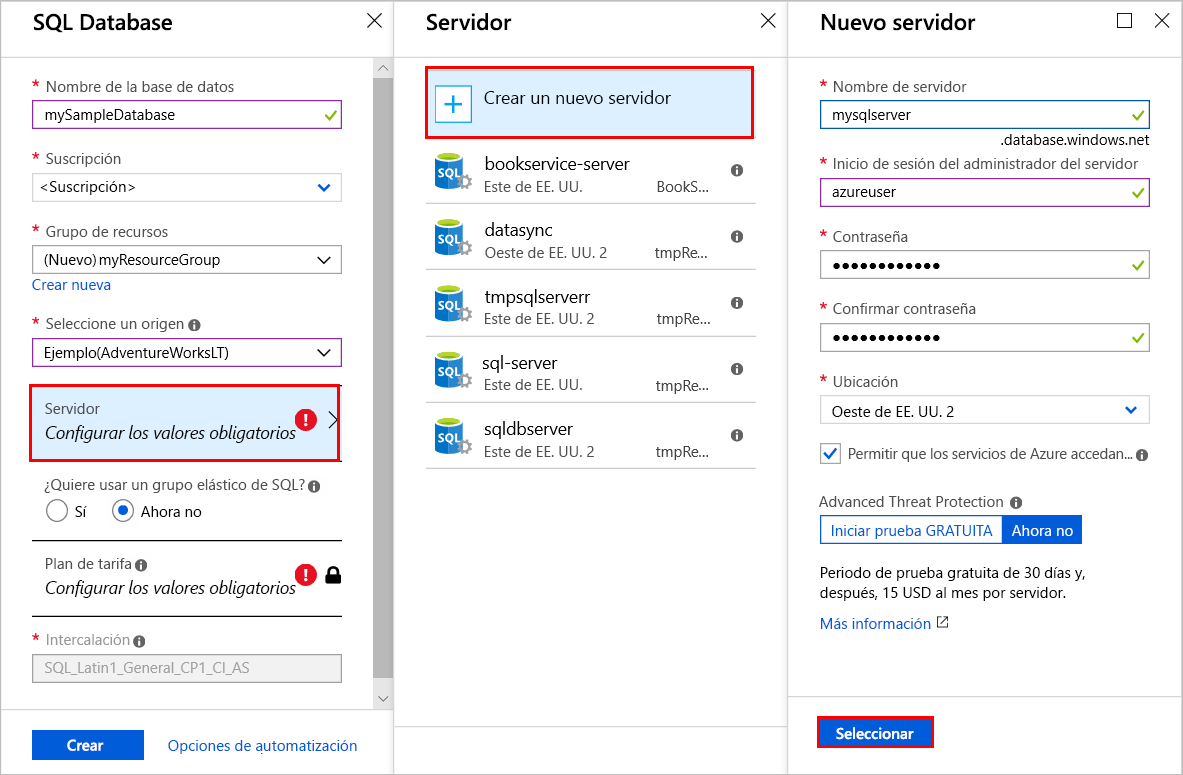 SQL Database
* Nombre de la base de datos
mySampleDatabase
* Suscripción
<Suscripción>
* Grupo de recursos
(Nuevo) myResourceGroup
Crear nueva
* Seleccione un origen
Ejemplo(AdventureWorksLT)
Servidor
Configurar los valores obligatorios
¿Quiere usar un grupo elástico de SQL?
Sí
Ahora no
Plan de tarifa
Configurar los valores obligatorios
* Intercalación
SQL_Latin1_General_CP1_CI_AS
Crear
Opciones de automatización
Servidor
Crear un nuevo servidor
bookservice-server
Este de EE. UU. BookS...
datasync
Oeste de EE. UU. 2 tmpRe...
tmpsqlserverr
Este de EE. UU. 2 tmpRe...
sql-server
Este de EE. UU. tmpRe...
sqldbserver
Este de EE. UU. 2 tmpRe...
Nuevo servidor
* Nombre de servidor
mysqlserver
.database.windows.net
* Inicio de sesión del administrador del servidor
azureuser
* Contraseña
●●●●●●●●●●●●
* Confirmar contraseña
●●●●●●●●●●●●
* Ubicación
Oeste de EE. UU. 2
Permitir que los servicios de Azure accedan...
Advanced Threat Protection
Iniciar prueba GRATUITA
Ahora no
Periodo de prueba gratuita de 30 días y,
después, 15 USD al mes por servidor.
Más información
Seleccionar